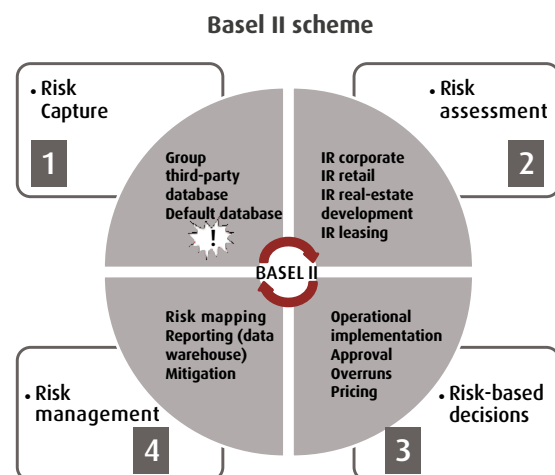 Basel II scheme
• Risk
Capture
1
• Risk
assessment
2
Group
third-party
database
Default database
!
IR corporate
IR retail
IR real-estate
development
IR leasing
BASEL II
Risk mapping
Reporting (data
warehouse)
Mitigation
Operational
implementation
Approval
Overruns
Pricing
• Risk
management
4
• Risk-based
decisions
3